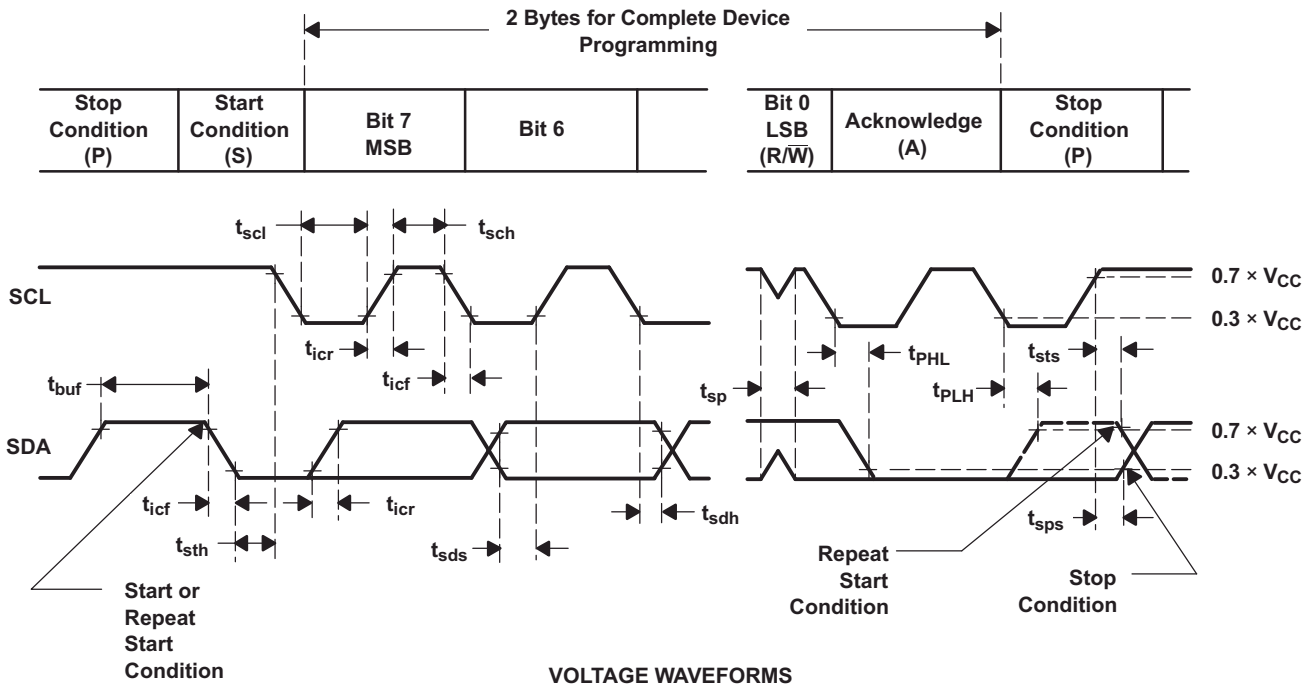 2 Bytes for Complete Device
Programming
Stop
Condition
(P)
Start
Condition
(S)
Bit 7
MSB
Bit 6
Bit 0
LSB
(R/W̅)
Acknowledge
(A)
Stop
Condition
(P)
tscl
tsch
SCL
0.7 × VCC
0.3 × VCC
ticr
ticf
tbuf
tsp
tPHL
tPLH
tsts
SDA
0.7 × VCC
0.3 × VCC
ticf
ticr
tsth
tsds
tsdh
tsps
Start or
Repeat
Start
Condition
Repeat
Start
Condition
Stop
Condition
VOLTAGE WAVEFORMS